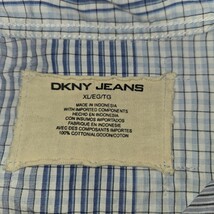 DKNY JEANS
XL/EG/TG
MADE IN INDONESIA
WITH IMPORTED COMPONENTS
HECHO EN INDONESIA
CON INSUMOS IMPORTADOS
FABRIQUE EN INDONESIE
AVEC DES COMPOSANTES IMPORTES
100% COTTON/ALGODON/COTON